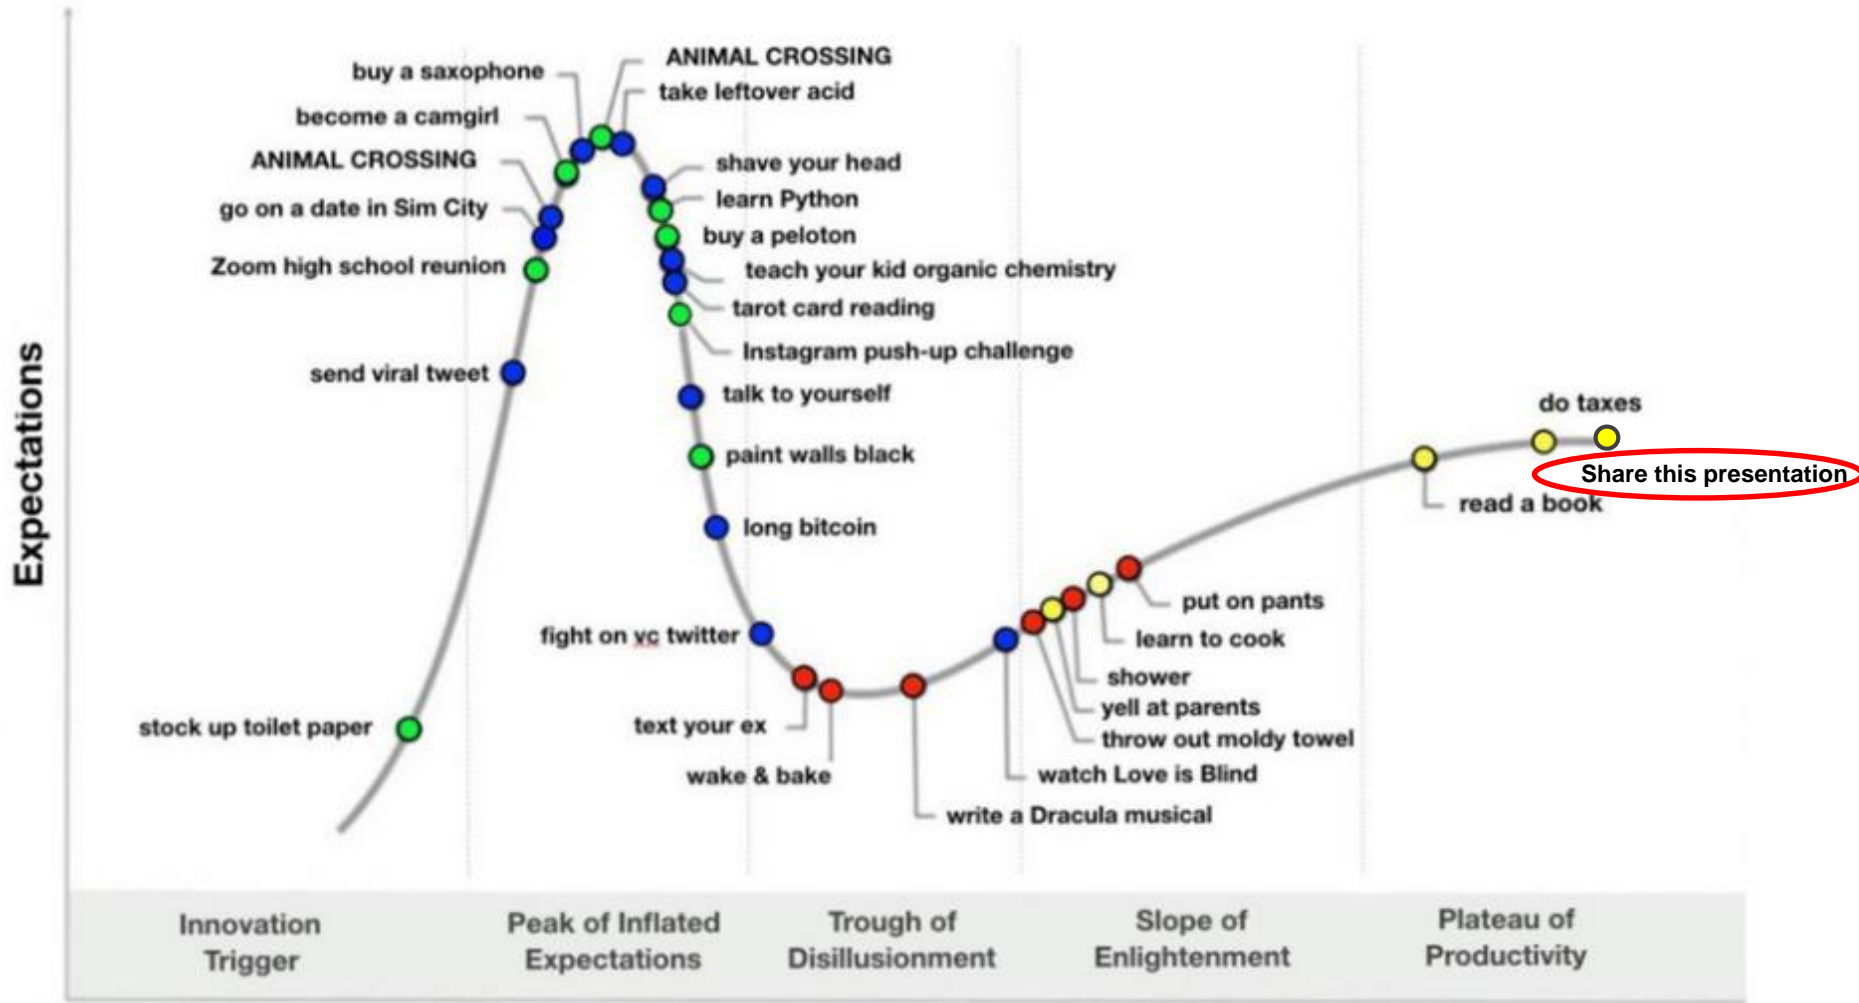 ANIMAL CROSSING
buy a saxophone
take leftover acid
become a camgirl
ANIMAL CROSSING
shave your head
learn Python
go on a date in Sim City
buy a peloton
Zoom high school reunion
teach your kid organic chemistry
tarot card reading
Instagram push-up challenge
send viral tweet
talk to yourself
do taxes
paint walls black
Share this presentation
read a book
long bitcoin
Expectations
put on pants
fight on vc twitter
learn to cook
shower
yell at parents
stock up toilet paper
text your ex
throw out moldy towel
wake & bake
watch Love is Blind
write a Dracula musical
Innovation
Trigger
Peak of Inflated
Expectations
Trough of
Disillusionment
Slope of
Enlightenment
Plateau of
Productivity